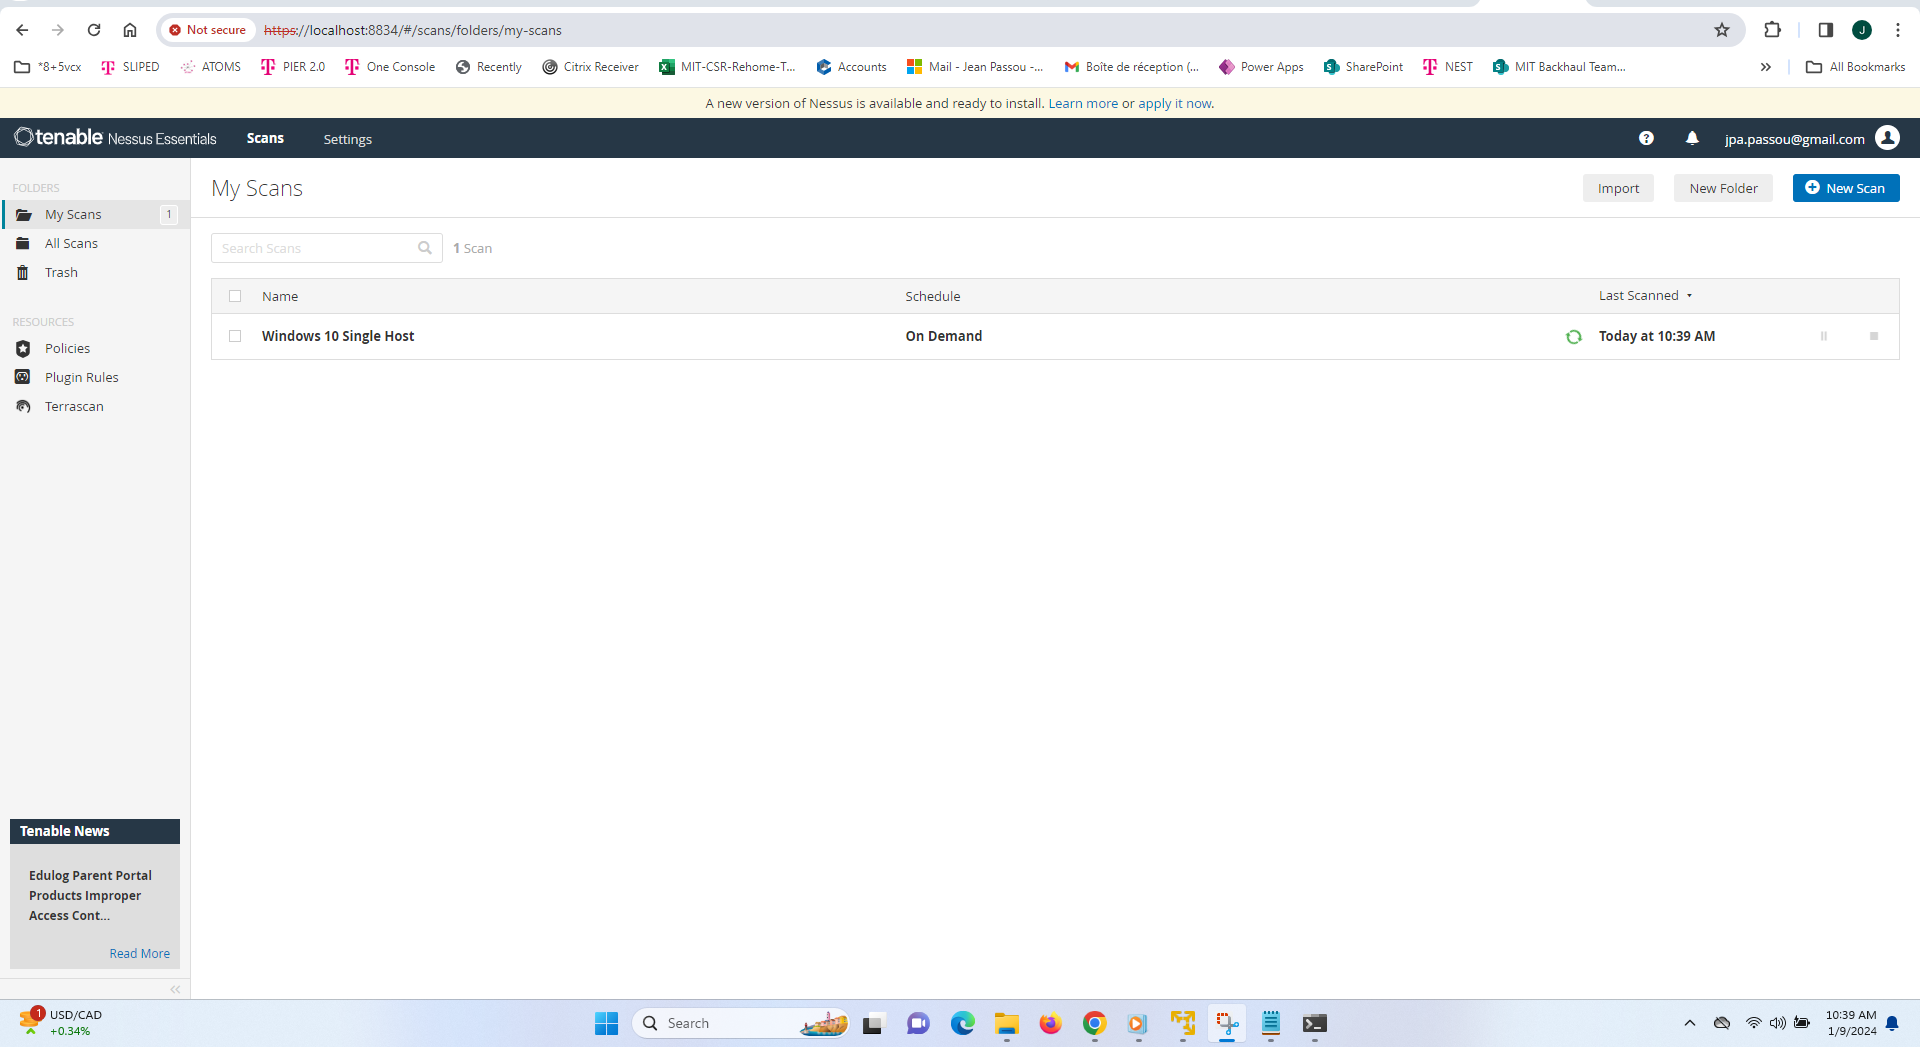 Not secure https://localhost:8834/#/scans/folders/my-scans J
*8+5vcx SLIPED ATOMS PIER 2.0 One Console Recently Citrix Receiver MIT-CSR-Rehome-T... Accounts Mail - Jean Passou -... Boîte de réception (... Power Apps SharePoint NEST MIT Backhaul Team... » All Bookmarks
A new version of Nessus is available and ready to install. Learn more or apply it now.
tenable Nessus Essentials Scans Settings ? jpa.passou@gmail.com
FOLDERS
My Scans 1
All Scans
Trash
RESOURCES
Policies
Plugin Rules
Terrascan
My Scans Import New Folder New Scan
Search Scans 1 Scan
Name Schedule Last Scanned
Windows 10 Single Host On Demand Today at 10:39 AM
Tenable News
Edulog Parent Portal
Products Improper
Access Cont...
Read More
1 USD/CAD
+0.34%
Search
10:39 AM
1/9/2024